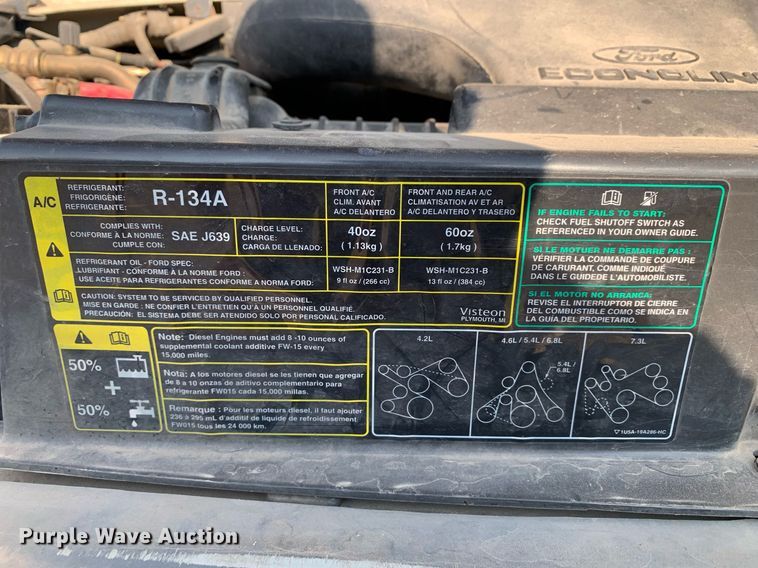 Ford
ECONOLIN
A/C
REFRIGERANT:
FRIGORIGÈNE:
REFRIGERANTE:
R-134A
FRONT A/C
CLIM. AVANT
A/C DELANTERO
FRONT AND REAR A/C
CLIMATISATION AV ET AR
A/C DELANTERO Y TRASERO
COMPLIES WITH:
CONFORME À LA NORME:
CUMPLE CON:
SAE J639
CHARGE LEVEL:
CHARGE:
CARGA DE LLENADO:
40oz
(1.13kg)
60oz
(1.7kg)
REFRIGERANT OIL - FORD SPEC:
LUBRIFIANT - CONFORME À LA NORME FORD:
USE ACEITE PARA REFRIGERANTES CONFORME A LA NORMA FORD:
WSH-M1C231-B
9 fl oz / (266 cc)
WSH-M1C231-B
13 fl oz / (384 cc)
CAUTION: SYSTEM TO BE SERVICED BY QUALIFIED PERSONNEL.
MISE EN GARDE: NE CONFIER L'ENTRETIEN QU'À UN PERSONNEL QUALIFIÉ.
PRECAUCIÓN: EL SISTEMA DEBE SER ATENDIDO SOLO POR PERSONAL CALIFICADO.
Visteon
PLYMOUTH, MI
IF ENGINE FAILS TO START:
CHECK FUEL SHUTOFF SWITCH AS
REFERENCED IN YOUR OWNER GUIDE.
SI LE MOTUER NE DEMARRE PAS :
VÉRIFIER LA COMMANDE DE COUPURE
DE CARURANT, COMME INDIQUÉ
DANS LE GUIDEDE L'AUTOMOBILISTE.
SI EL MOTOR NO ARRANCA:
REVISE EL INTERRUPTOR DE CIERRE
DEL COMBUSTIBLE COMO SE INDICA EN
LA GUIA DEL PROPIETARIO.
50%
+
50%
Note: Diesel Engines must add 8 -10 ounces of
supplemental coolant additive FW-15 every
15,000 miles.
Nota: A los motores diesel se les tienen que agregar
de 8 a 10 onzas de aditivo complementario para
refrigerante FW015 cada 15.000 millas.
Remarque : Pour les moteurs diesel, il faut ajouter
236 à 295 mL d'additif de liquide de refroidissement
FW015 tous les 24 000 km.
4.2L
4.6L / 5.4L / 6.8L
5.4L /
6.8L
7.3L
1USA-19A286-HC
Purple Wave Auction